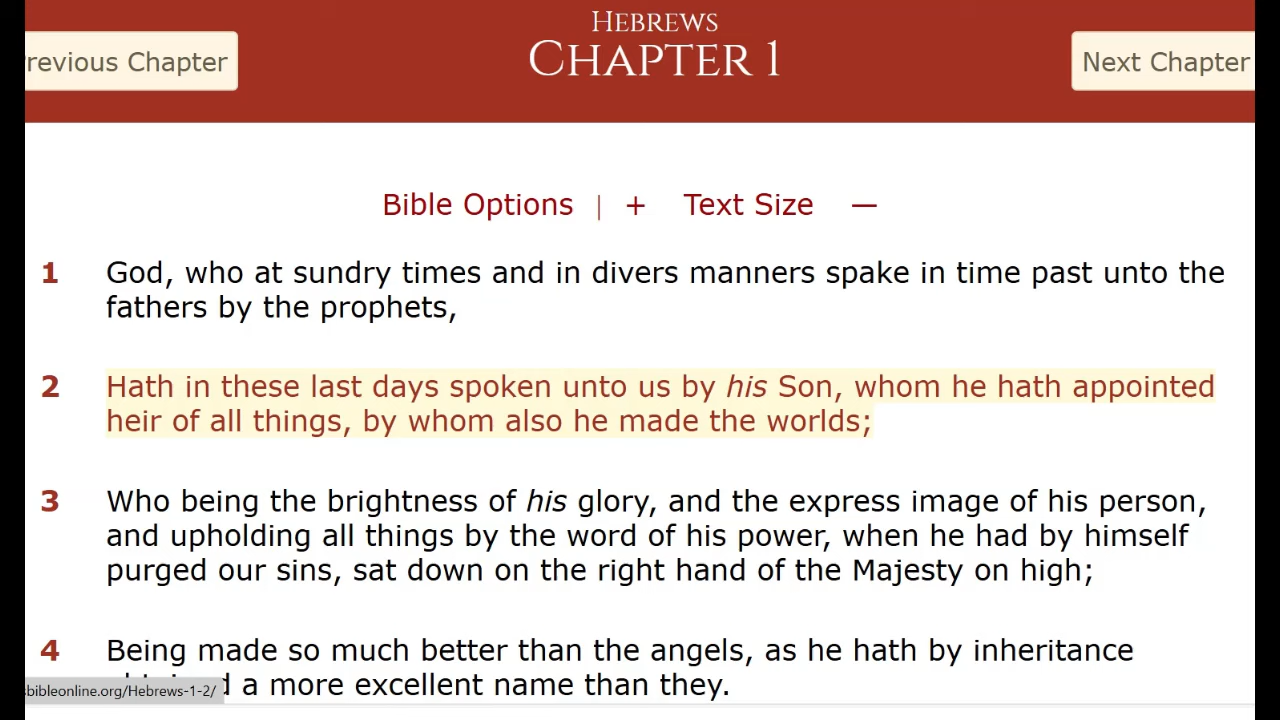 HEBREWS
CHAPTER 1
revious Chapter
Next Chapter
Bible Options | + Text Size —
1 God, who at sundry times and in divers manners spake in time past unto the
fathers by the prophets,
2 Hath in these last days spoken unto us by his Son, whom he hath appointed
heir of all things, by whom also he made the worlds;
3 Who being the brightness of his glory, and the express image of his person,
and upholding all things by the word of his power, when he had by himself
purged our sins, sat down on the right hand of the Majesty on high;
4 Being made so much better than the angels, as he hath by inheritance
a more excellent name than they.
sbibleonline.org/Hebrews-1-2/